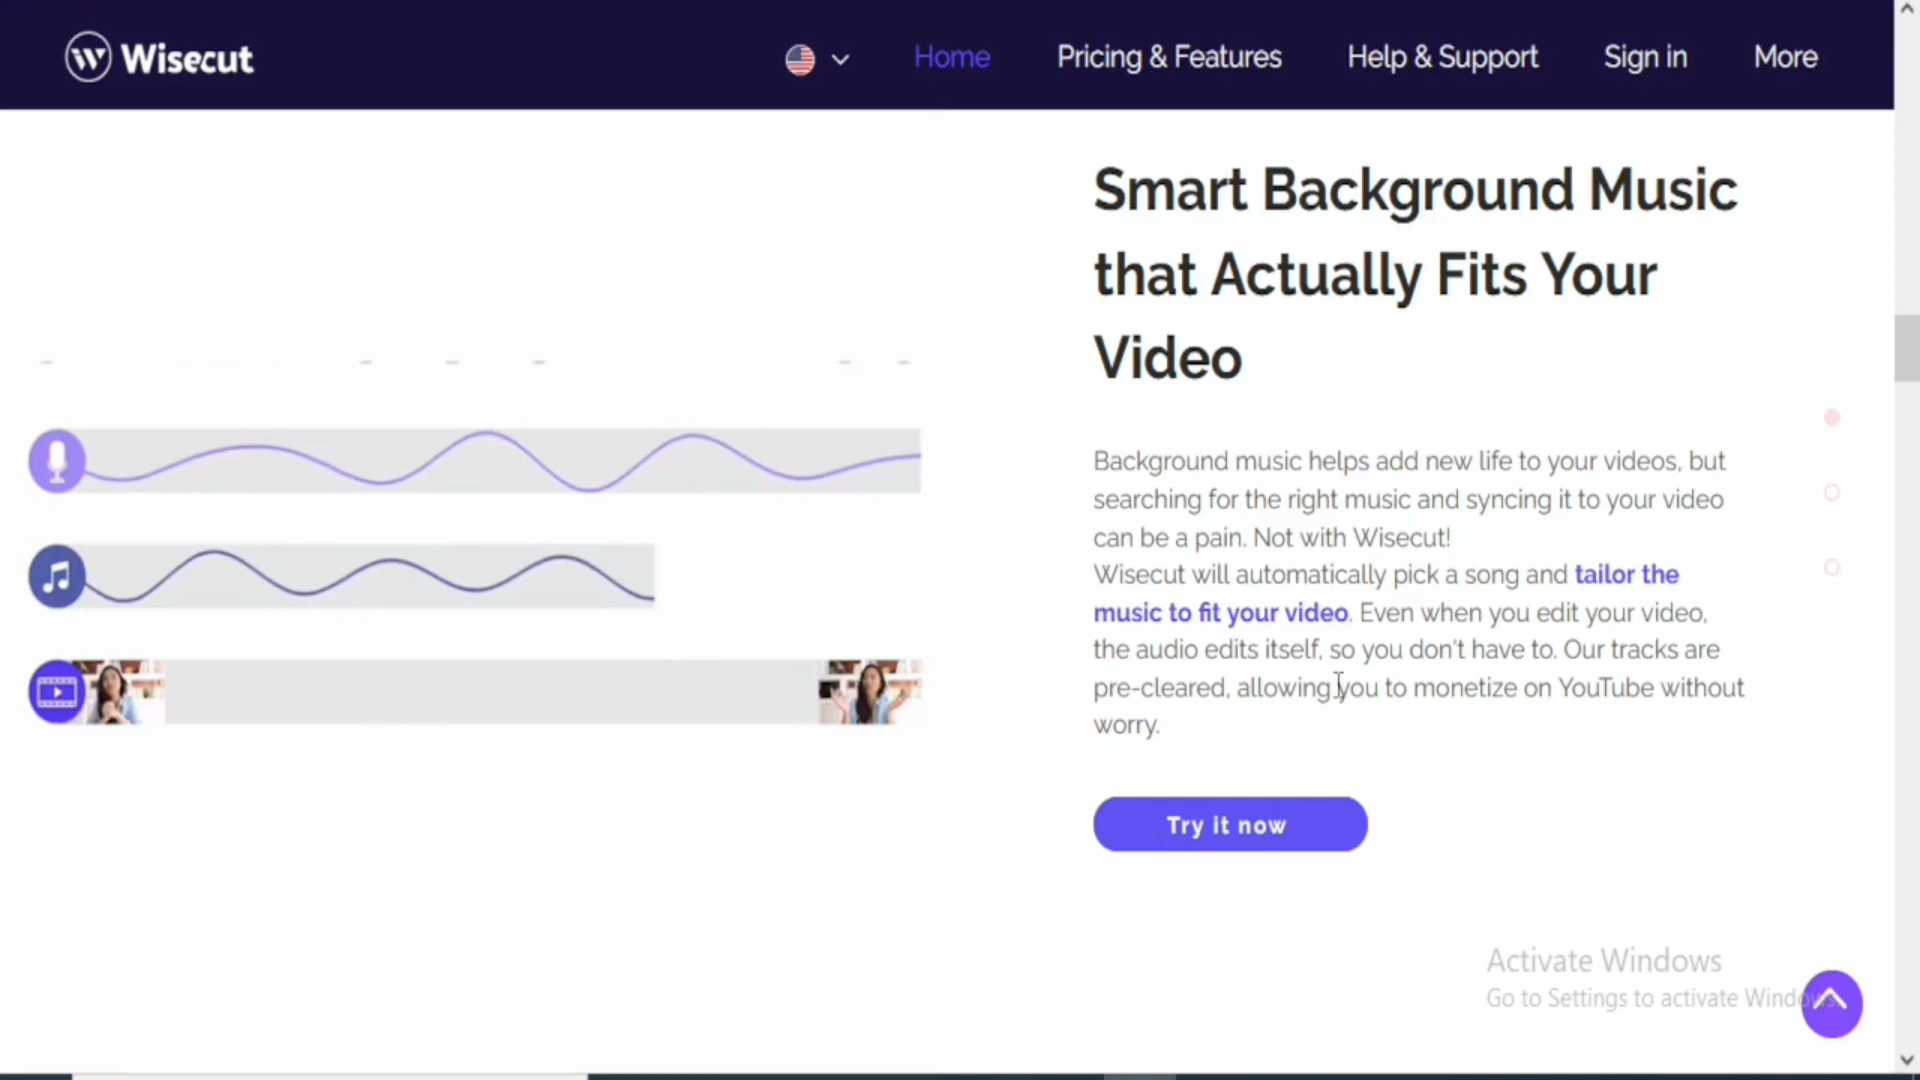 Wisecut
Home
Pricing & Features
Help & Support
Sign in
More
Smart Background Music
that Actually Fits Your
Video
Background music helps add new life to your videos, but
searching for the right music and syncing it to your video
can be a pain. Not with Wisecut!
Wisecut will automatically pick a song and tailor the
music to fit your video. Even when you edit your video,
the audio edits itself, so you don't have to. Our tracks are
pre-cleared, allowing you to monetize on YouTube without
worry.
Try it now
Activate Windows
Go to Settings to activate Windows.